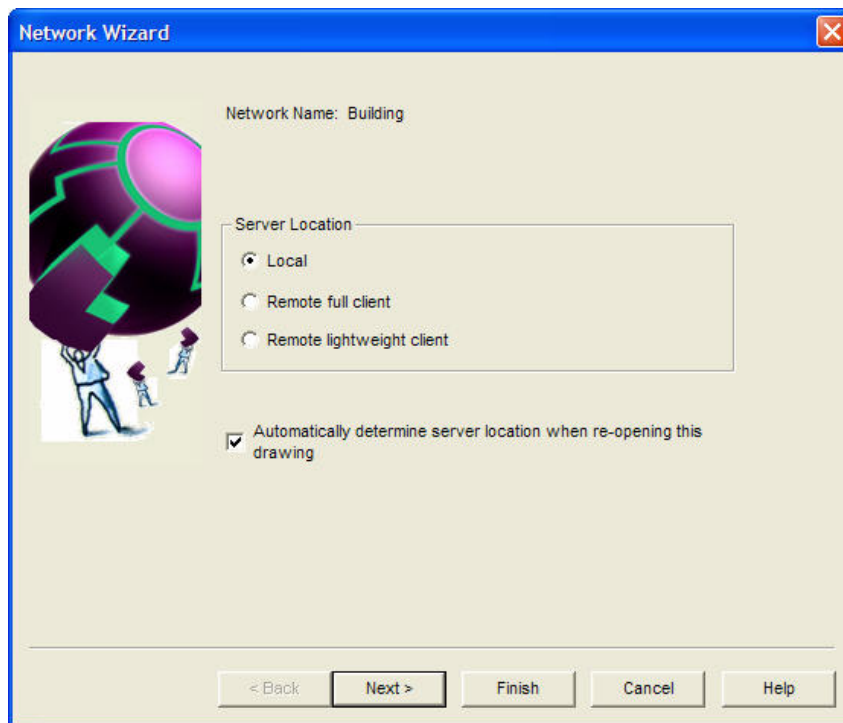 Network Wizard
Network Name: Building
Server Location
Local
Remote full client
Remote lightweight client
Automatically determine server location when re-opening this
drawing
< Back
Next >
Finish
Cancel
Help